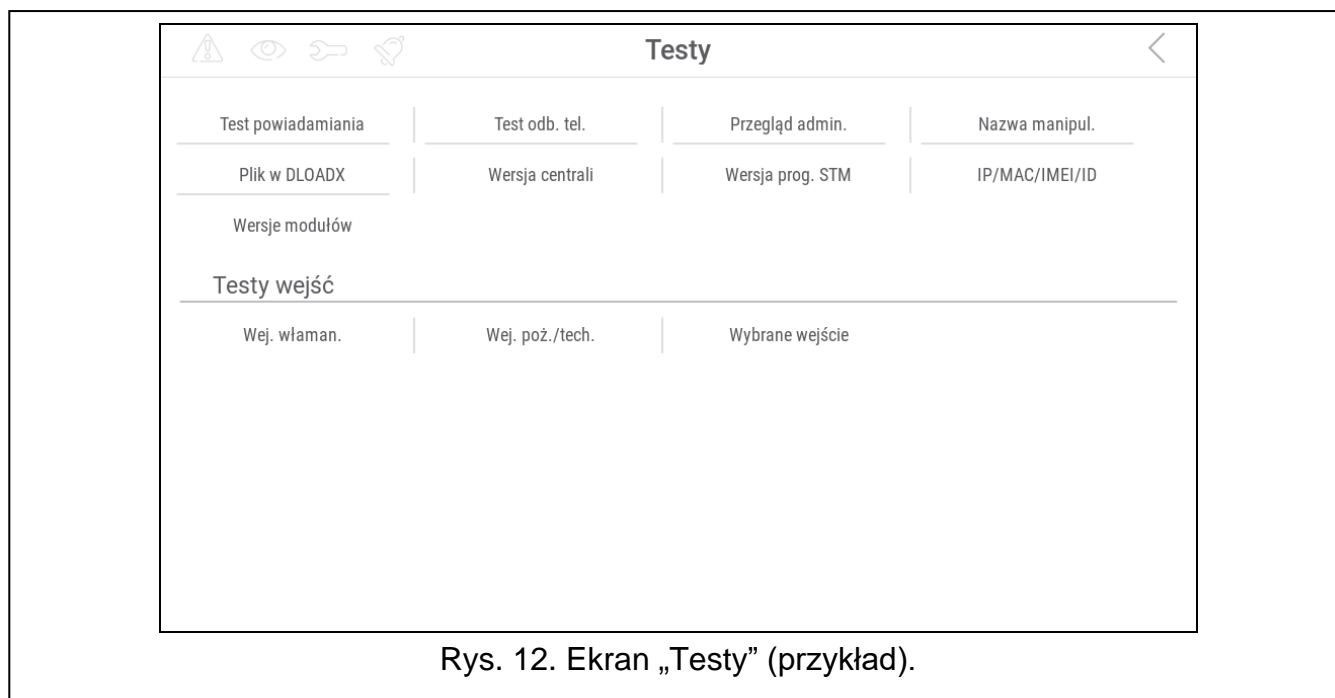 Testy
Test powiadamiania Test odb. tel. Przegląd admin. Nazwa manipul.
Plik w DLOADX Wersja centrali Wersja prog. STM IP/MAC/IMEI/ID
Wersje modułów
Testy wejść
Wej. właman. Wej. poż./tech. Wybrane wejście
Rys. 12. Ekran „Testy” (przykład).